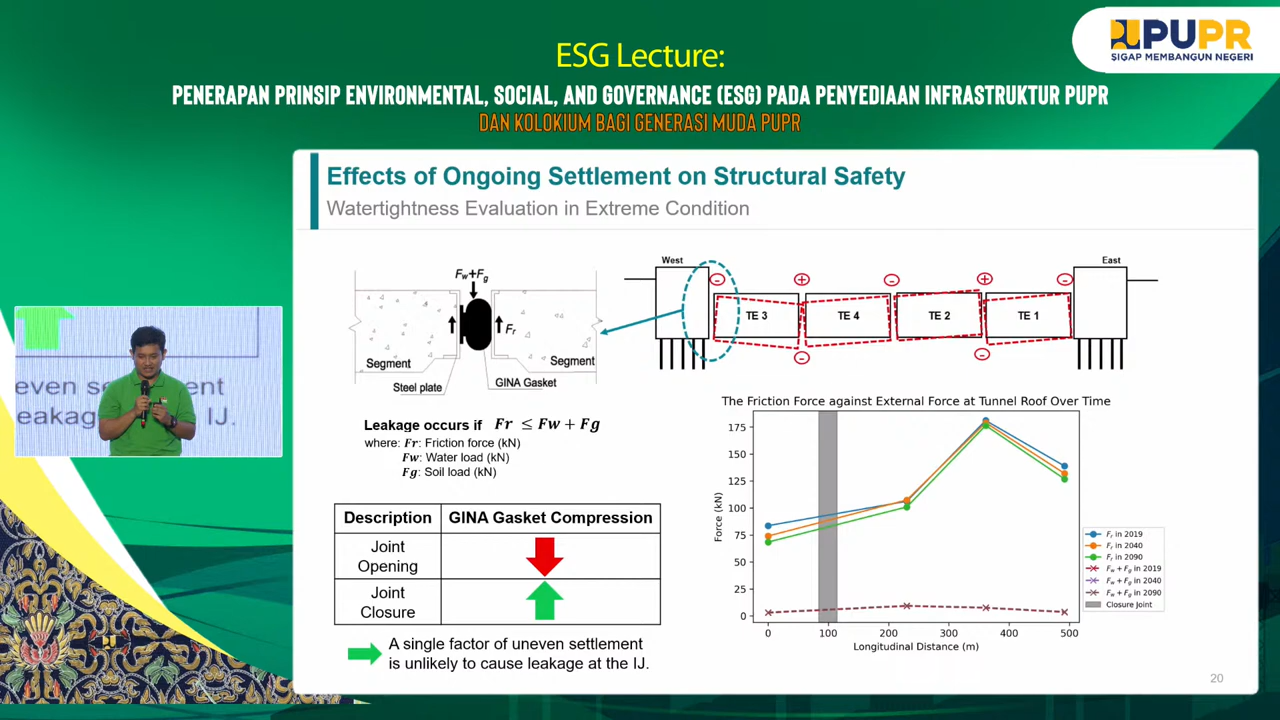 ESG Lecture:
PUPR
SIGAP MEMBANGUN NEGERI
PENERAPAN PRINSIP ENVIRONMENTAL, SOCIAL, AND GOVERNANCE (ESG) PADA PENYEDIAAN INFRASTRUKTUR PUPR
DAN KOLOKIUM BAGI GENERASI MUDA PUPR
Effects of Ongoing Settlement on Structural Safety
Watertightness Evaluation in Extreme Condition
Fw+Fg
Fr
Segment
Segment
Steel plate
GINA Gasket
West
East
- + - + -
TE 3 TE 4 TE 2 TE 1
- -
Leakage occurs if Fr ≤ Fw + Fg
where: Fr: Friction force (kN)
Fw: Water load (kN)
Fg: Soil load (kN)
Description GINA Gasket Compression
Joint
Opening
Joint
Closure
A single factor of uneven settlement
is unlikely to cause leakage at the IJ.
The Friction Force against External Force at Tunnel Roof Over Time
Force (kN)
175
150
125
100
75
50
25
0
0 100 200 300 400 500
Longitudinal Distance (m)
Fr in 2019
Fr in 2040
Fr in 2090
Fw + Fg in 2019
Fw + Fg in 2040
Fw + Fg in 2090
Closure Joint
20
even se ent
eakag IJ.